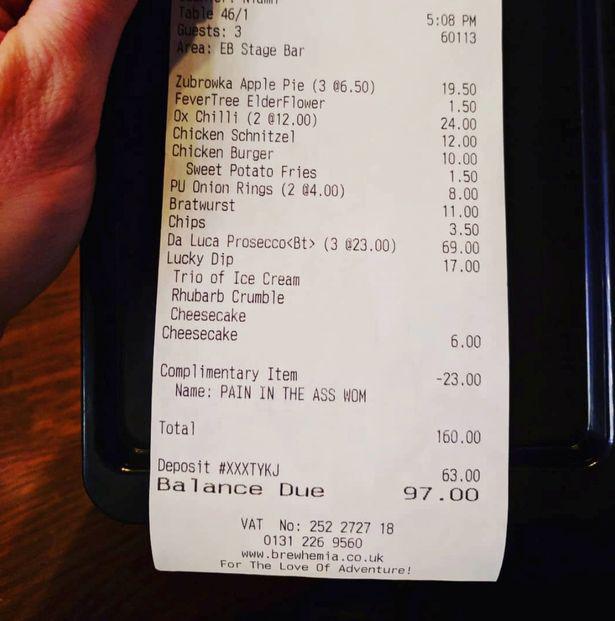 Table 46/1 5:08 PM
Guests: 3 60113
Area: EB Stage Bar
Zubrowka Apple Pie (3 @6.50) 19.50
FeverTree ElderFlower 1.50
Ox Chilli (2 @12.00) 24.00
Chicken Schnitzel 12.00
Chicken Burger 10.00
Sweet Potato Fries 1.50
PU Onion Rings (2 @4.00) 8.00
Bratwurst 11.00
Chips 3.50
Da Luca Prosecco<Bt> (3 @23.00) 69.00
Lucky Dip 17.00
Trio of Ice Cream
Rhubarb Crumble
Cheesecake
Cheesecake 6.00
Complimentary Item -23.00
Name: PAIN IN THE ASS WOM
Total 160.00
Deposit #XXXTYKJ 63.00
Balance Due 97.00
VAT No: 252 2727 18
0131 226 9560
www.brewhemia.co.uk
For The Love Of Adventure!